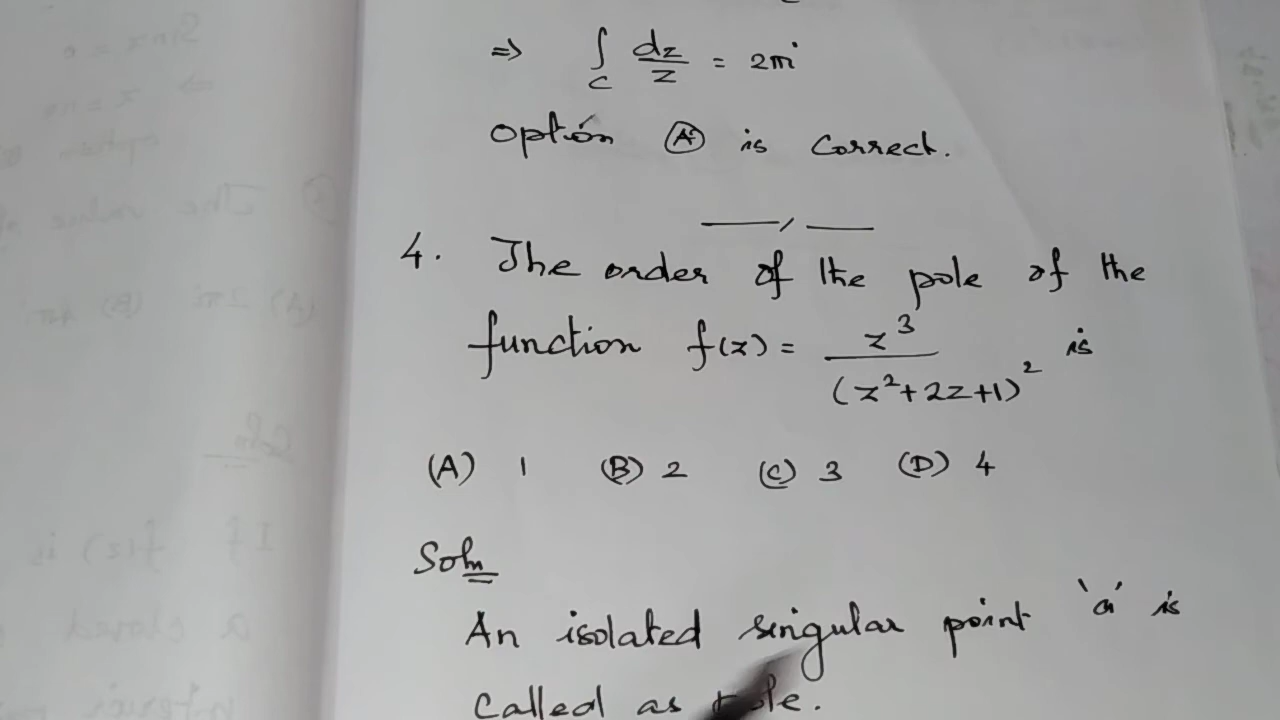 ⇒ ∫_C dz/z = 2πi
option Ⓐ is correct.
4. The order of the pole of the
function f(z) = z³/(z²+2z+1)² is
(A) 1 (B) 2 (C) 3 (D) 4
Soln
An isolated singular point 'a' is
called as pole.